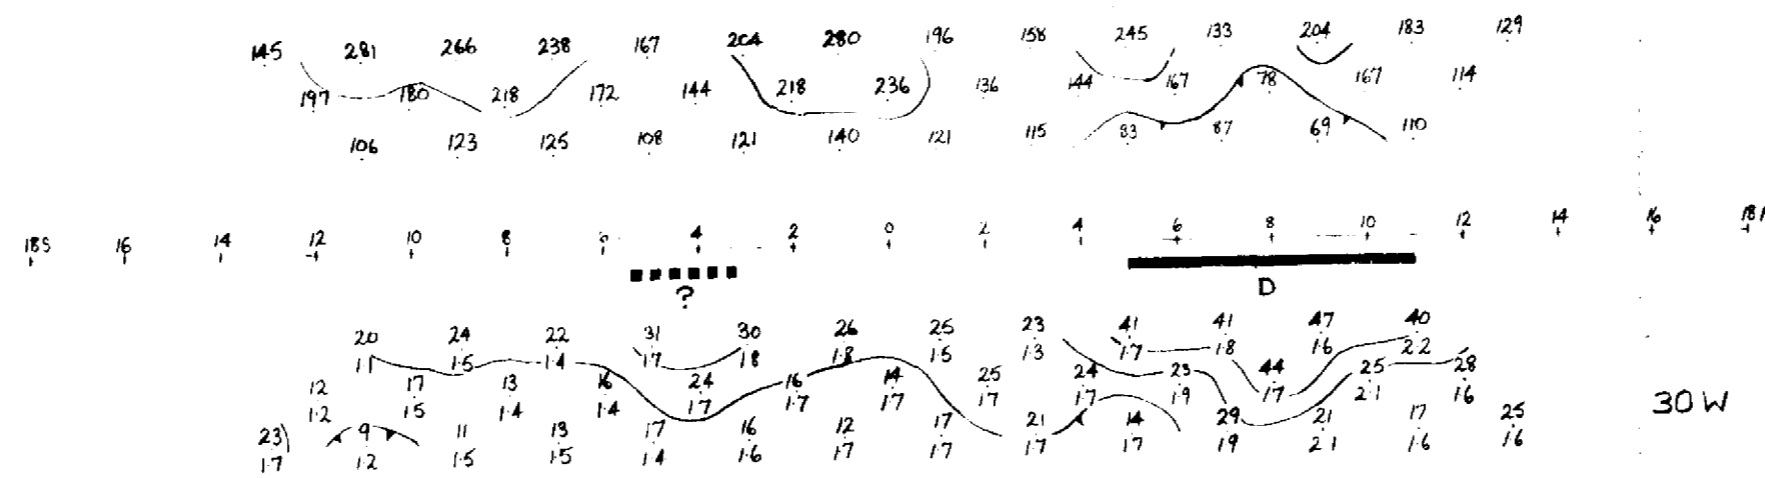 145 281 266 238 167 204 280 196 158 245 133 204 183 129
197 180 218 172 144 218 236 136 144 167 78 167 114
106 123 125 108 121 140 121 115 83 87 69 110
18S 16 14 12 10 8 4 2 0 2 4 6 8 10 12 14 16 18
? D
20 24 22 31 30 26 25 23 41 41 47 40
1.1 1.5 1.4 1.7 1.8 1.8 1.5 1.3 1.7 1.8 1.6 2.2
12 17 13 16 24 16 14 25 24 23 44 25 28
1.2 1.5 1.4 1.4 1.7 1.7 1.7 1.7 1.7 1.9 1.7 2.1 1.6
30W
23 9 11 13 17 16 12 17 21 14 29 21 17 25
1.7 1.2 1.5 1.5 1.4 1.6 1.7 1.7 1.7 1.7 1.9 2.1 1.6 1.6